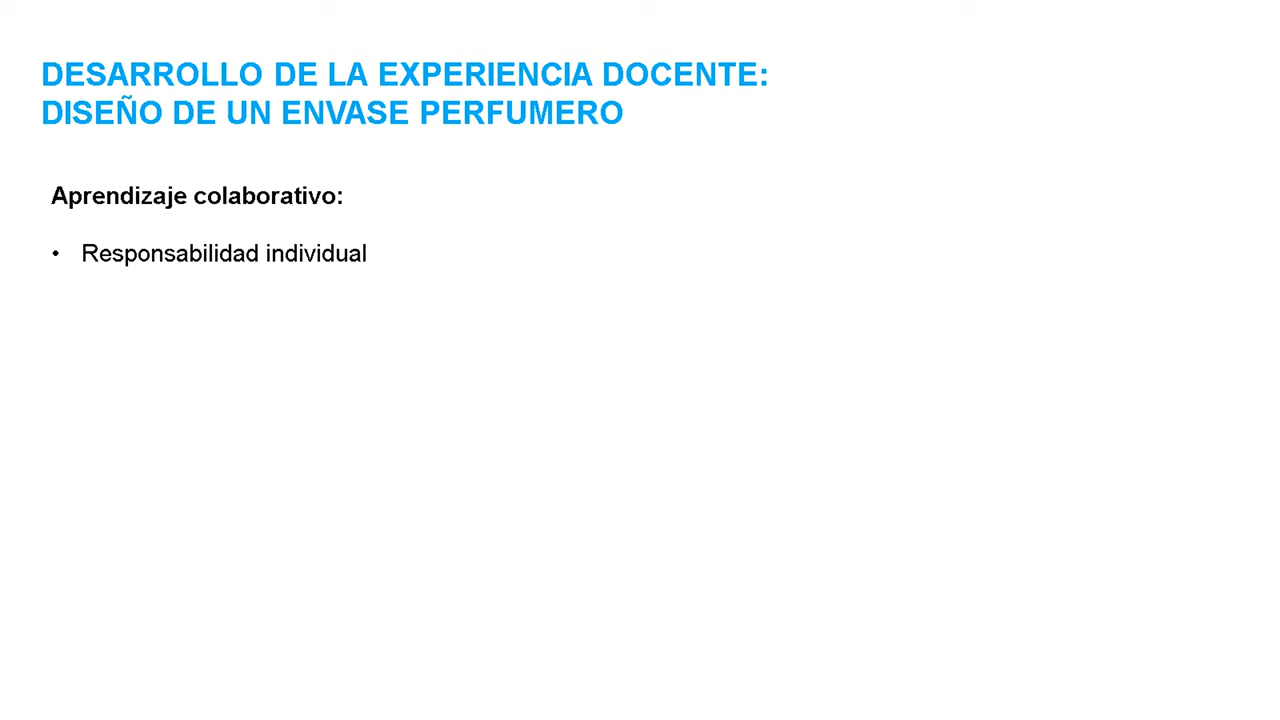 DESARROLLO DE LA EXPERIENCIA DOCENTE:
DISEÑO DE UN ENVASE PERFUMERO
Aprendizaje colaborativo:
• Responsabilidad individual